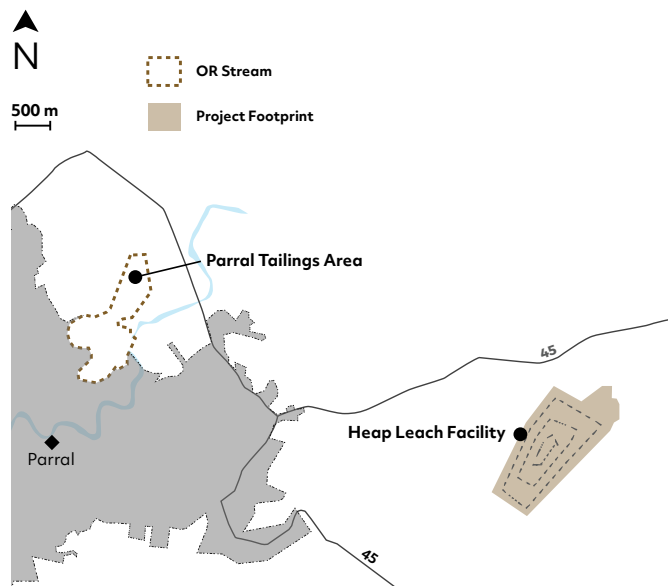 N
OR Stream
500 m
Project Footprint
Parral Tailings Area
45
Heap Leach Facility
Parral
45